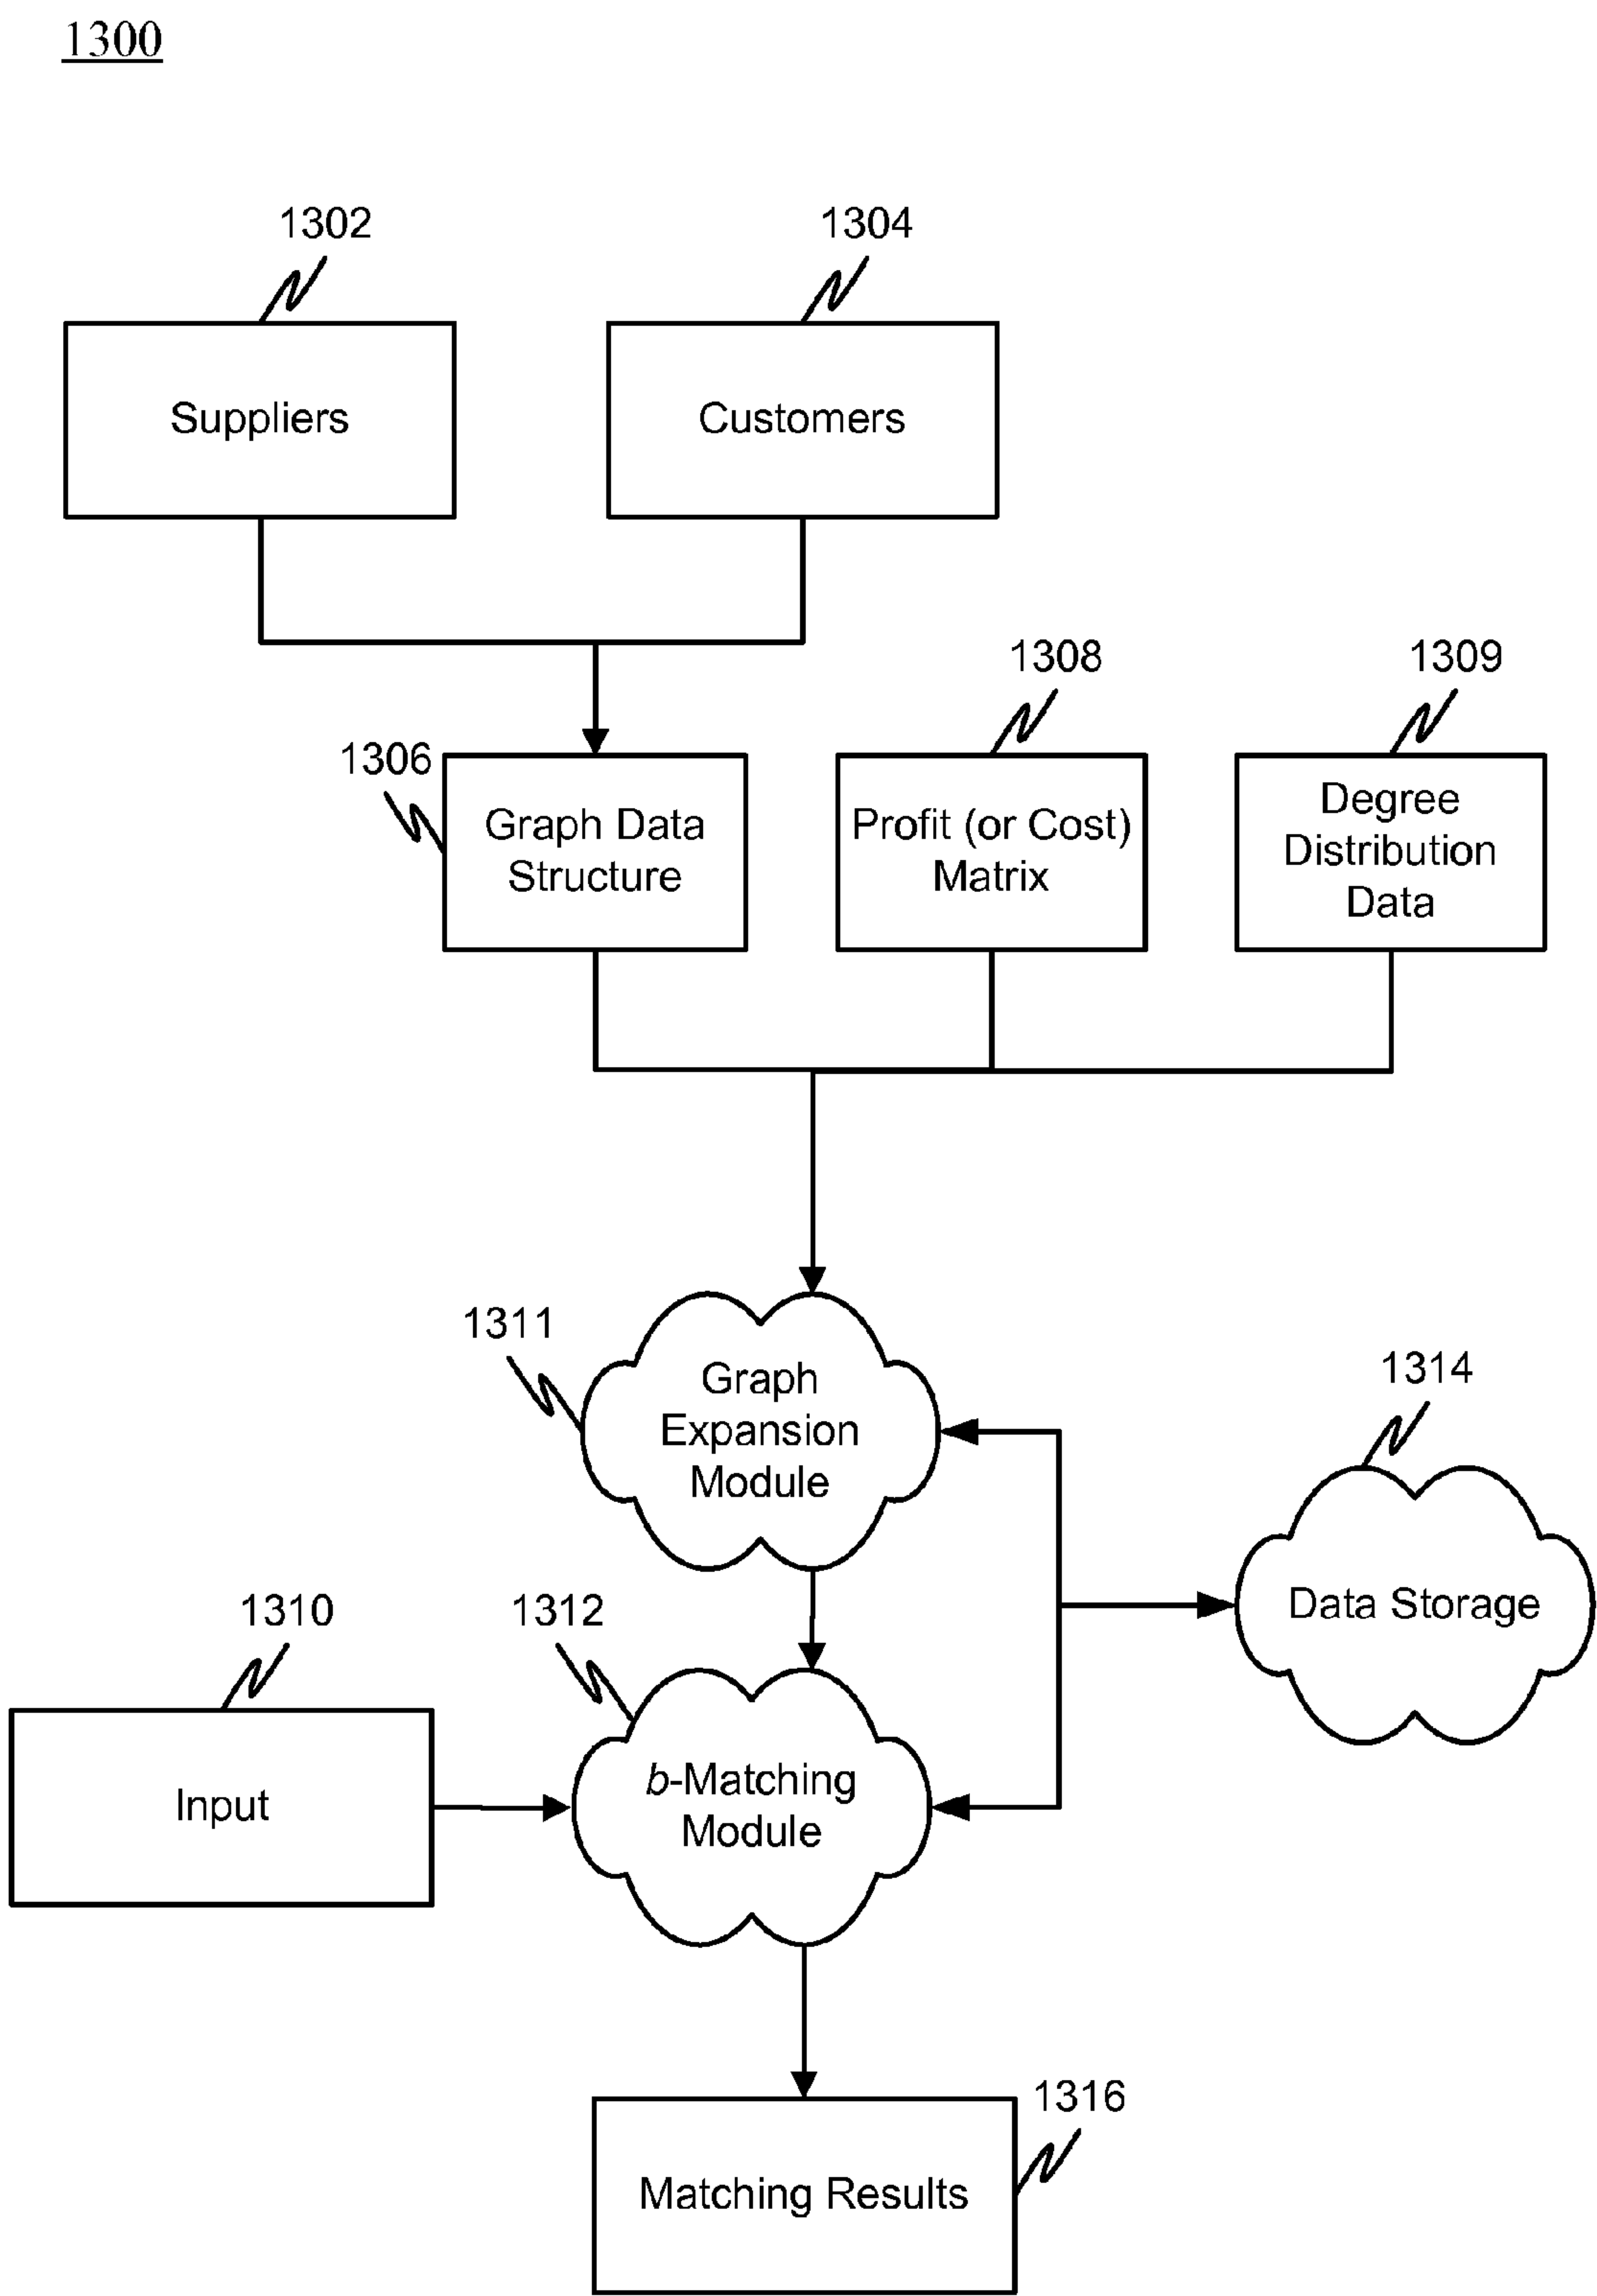 1300
1302
1304
Suppliers
Customers
1308
1309
1306
Graph Data
Structure
Profit (or Cost)
Matrix
Degree
Distribution
Data
1311
Graph
Expansion
Module
1314
Data Storage
1310
1312
Input
b-Matching
Module
1316
Matching Results